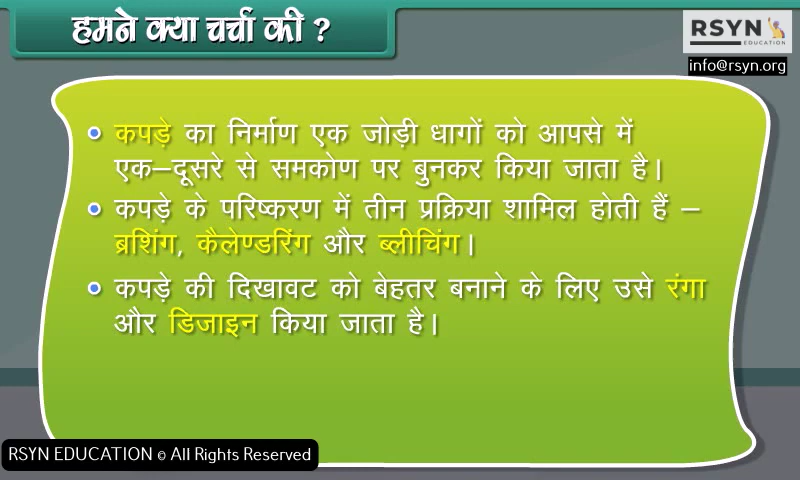 हमने क्या चर्चा की ?
RSYN
EDUCATION
info@rsyn.org
कपड़े का निर्माण एक जोड़ी धागों को आपसे में
एक–दूसरे से समकोण पर बुनकर किया जाता है।
कपड़े के परिष्करण में तीन प्रक्रिया शामिल होती हैं –
ब्रशिंग, कैलेण्डरिंग और ब्लीचिंग।
कपड़े की दिखावट को बेहतर बनाने के लिए उसे रंगा
और डिजाइन किया जाता है।
RSYN EDUCATION © All Rights Reserved